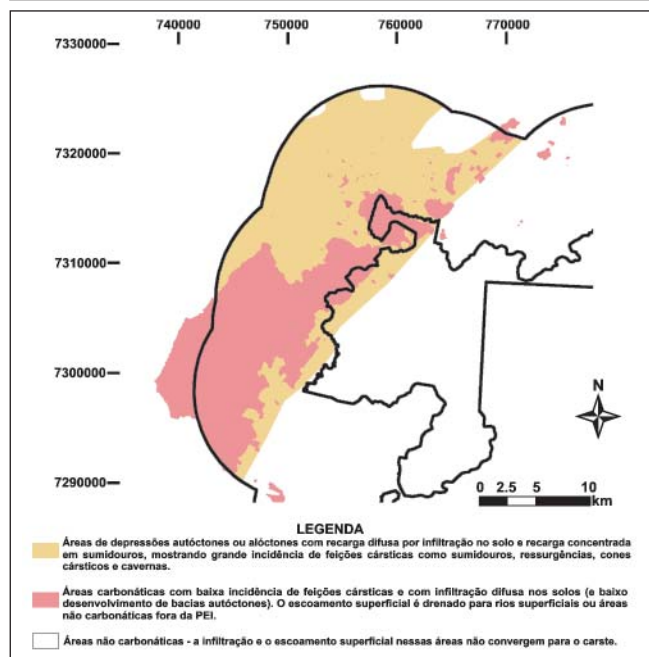 740000 750000 760000 770000
7330000
7320000
7310000
7300000
7290000
N
0 2.5 5 10
km
LEGENDA
Áreas de depressões autóctones ou alóctones com recarga difusa por infiltração no solo e recarga concentrada
em sumidouros, mostrando grande incidência de feições cársticas como sumidouros, ressurgências, cones
cársticos e cavernas.
Áreas carbonáticas com baixa incidência de feições cársticas e com infiltração difusa nos solos (e baixo
desenvolvimento de bacias autóctones). O escoamento superficial é drenado para rios superficiais ou áreas
não carbonáticas fora da PEI.
Áreas não carbonáticas - a infiltração e o escoamento superficial nessas áreas não convergem para o carste.